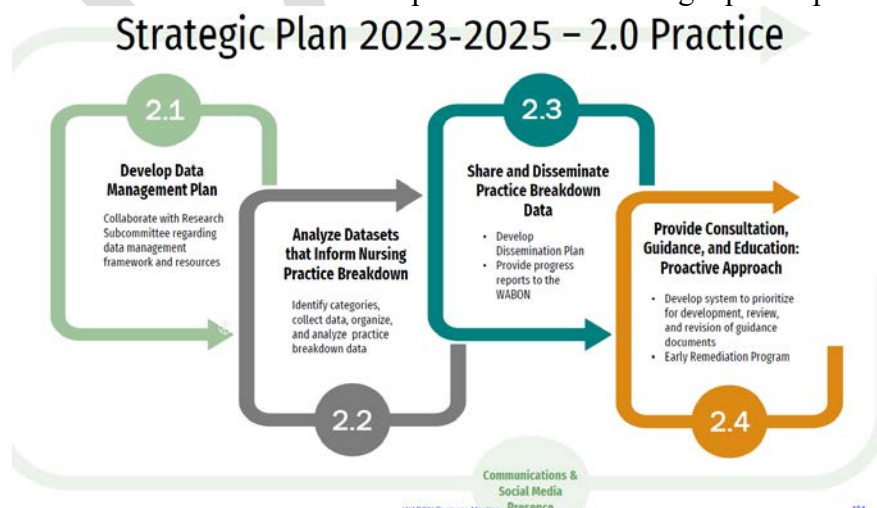 Strategic Plan 2023-2025 – 2.0 Practice
2.1
Develop Data
Management Plan
Collaborate with Research
Subcommittee regarding
data management
framework and resources
Analyze Datasets
that Inform Nursing
Practice Breakdown
Identify categories,
collect data, organize,
and analyze practice
breakdown data
2.2
2.3
Share and Disseminate
Practice Breakdown
Data
• Develop
Dissemination Plan
• Provide progress
reports to the
WABON
Provide Consultation,
Guidance, and Education:
Proactive Approach
• Develop system to prioritize
for development, review,
and revision of guidance
documents
• Early Remediation Program
2.4
Communications &
Social Media
Presence